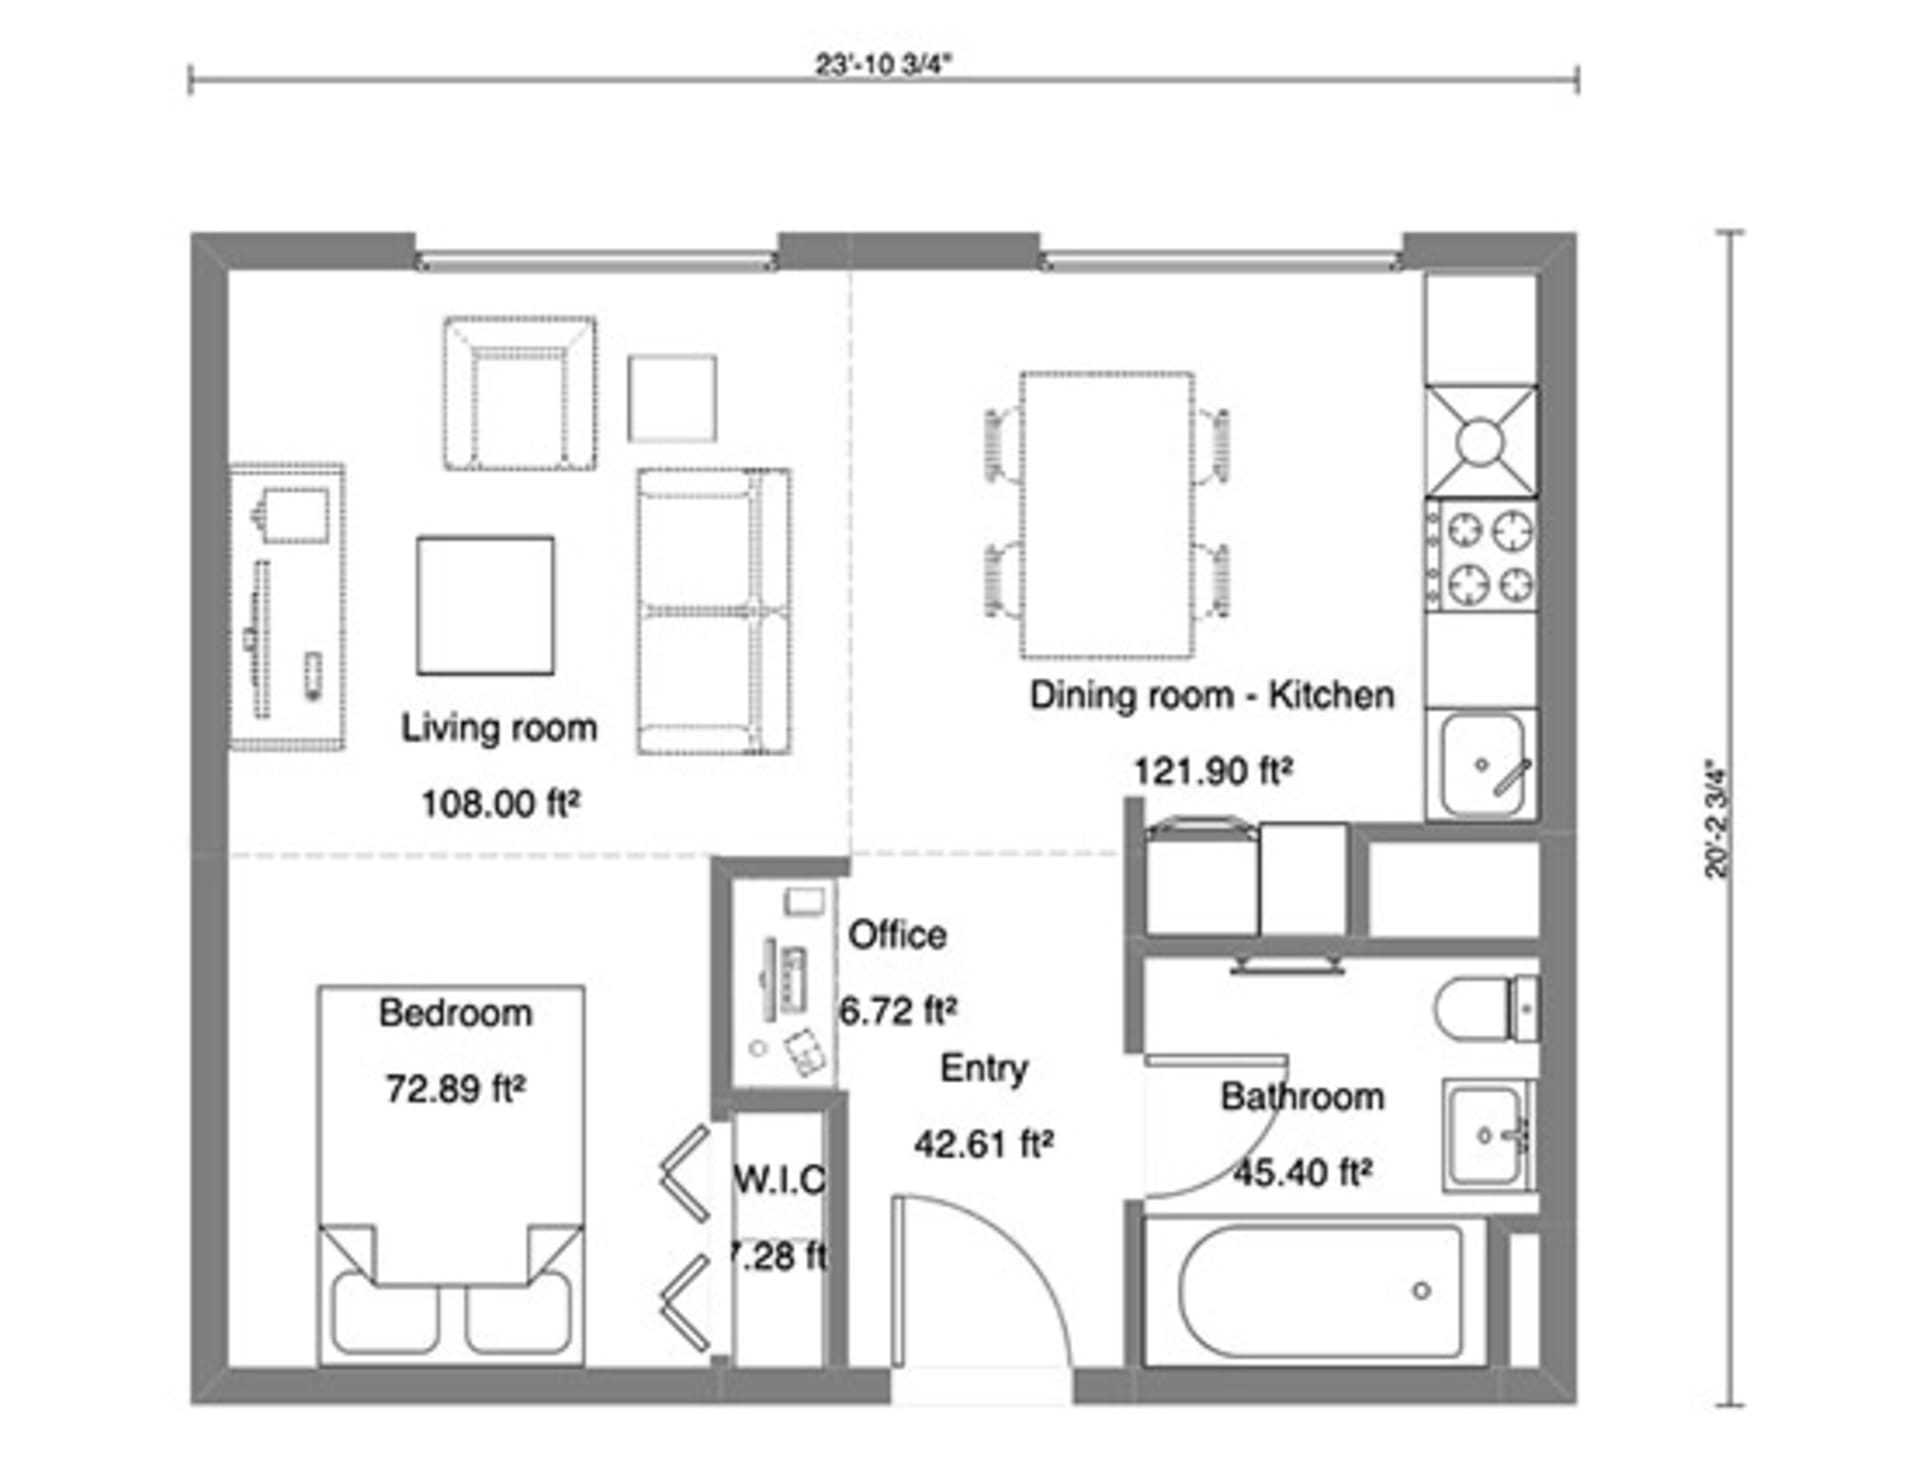 23'-10 3/4"
20'-2 3/4"
Living room
108.00 ft²
Dining room - Kitchen
121.90 ft²
Office
6.72 ft²
Bedroom
72.89 ft²
Entry
42.61 ft²
Bathroom
45.40 ft²
W.I.C
7.28 ft